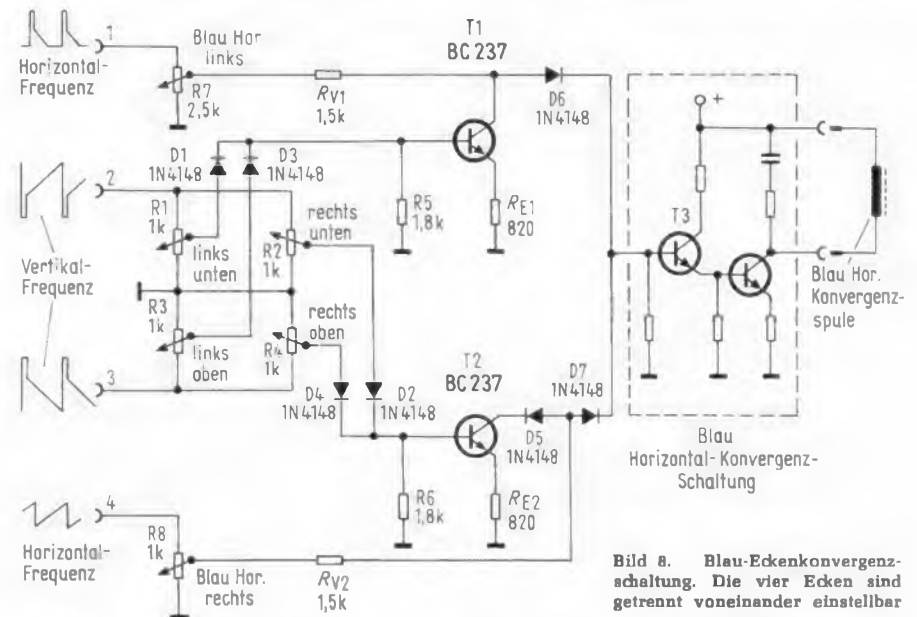 1
Horizontal-
Frequenz
Blau Hor
links
R7
2,5k
RV1
1,5k
T1
BC 237
D6
1N4148
D1
1N4148
D3
1N4148
2
R1
1k
links
unten
R2
1k
rechts
unten
R5
1,8k
RE1
820
Vertikal-
Frequenz
R3
1k
links
oben
R4
1k
rechts
oben
3
D4
1N4148
D2
1N4148
T2
BC 237
D7
1N4148
D5
1N4148
R6
1,8k
RE2
820
4
Horizontal-
Frequenz
R8
1k
Blau Hor.
rechts
RV2
1,5k
+
T3
Blau Hor.
Konvergenz-
spule
Blau
Horizontal-Konvergenz-
Schaltung
Bild 8. Blau-Eckenkonvergenz-
schaltung. Die vier Ecken sind
getrennt voneinander einstellbar